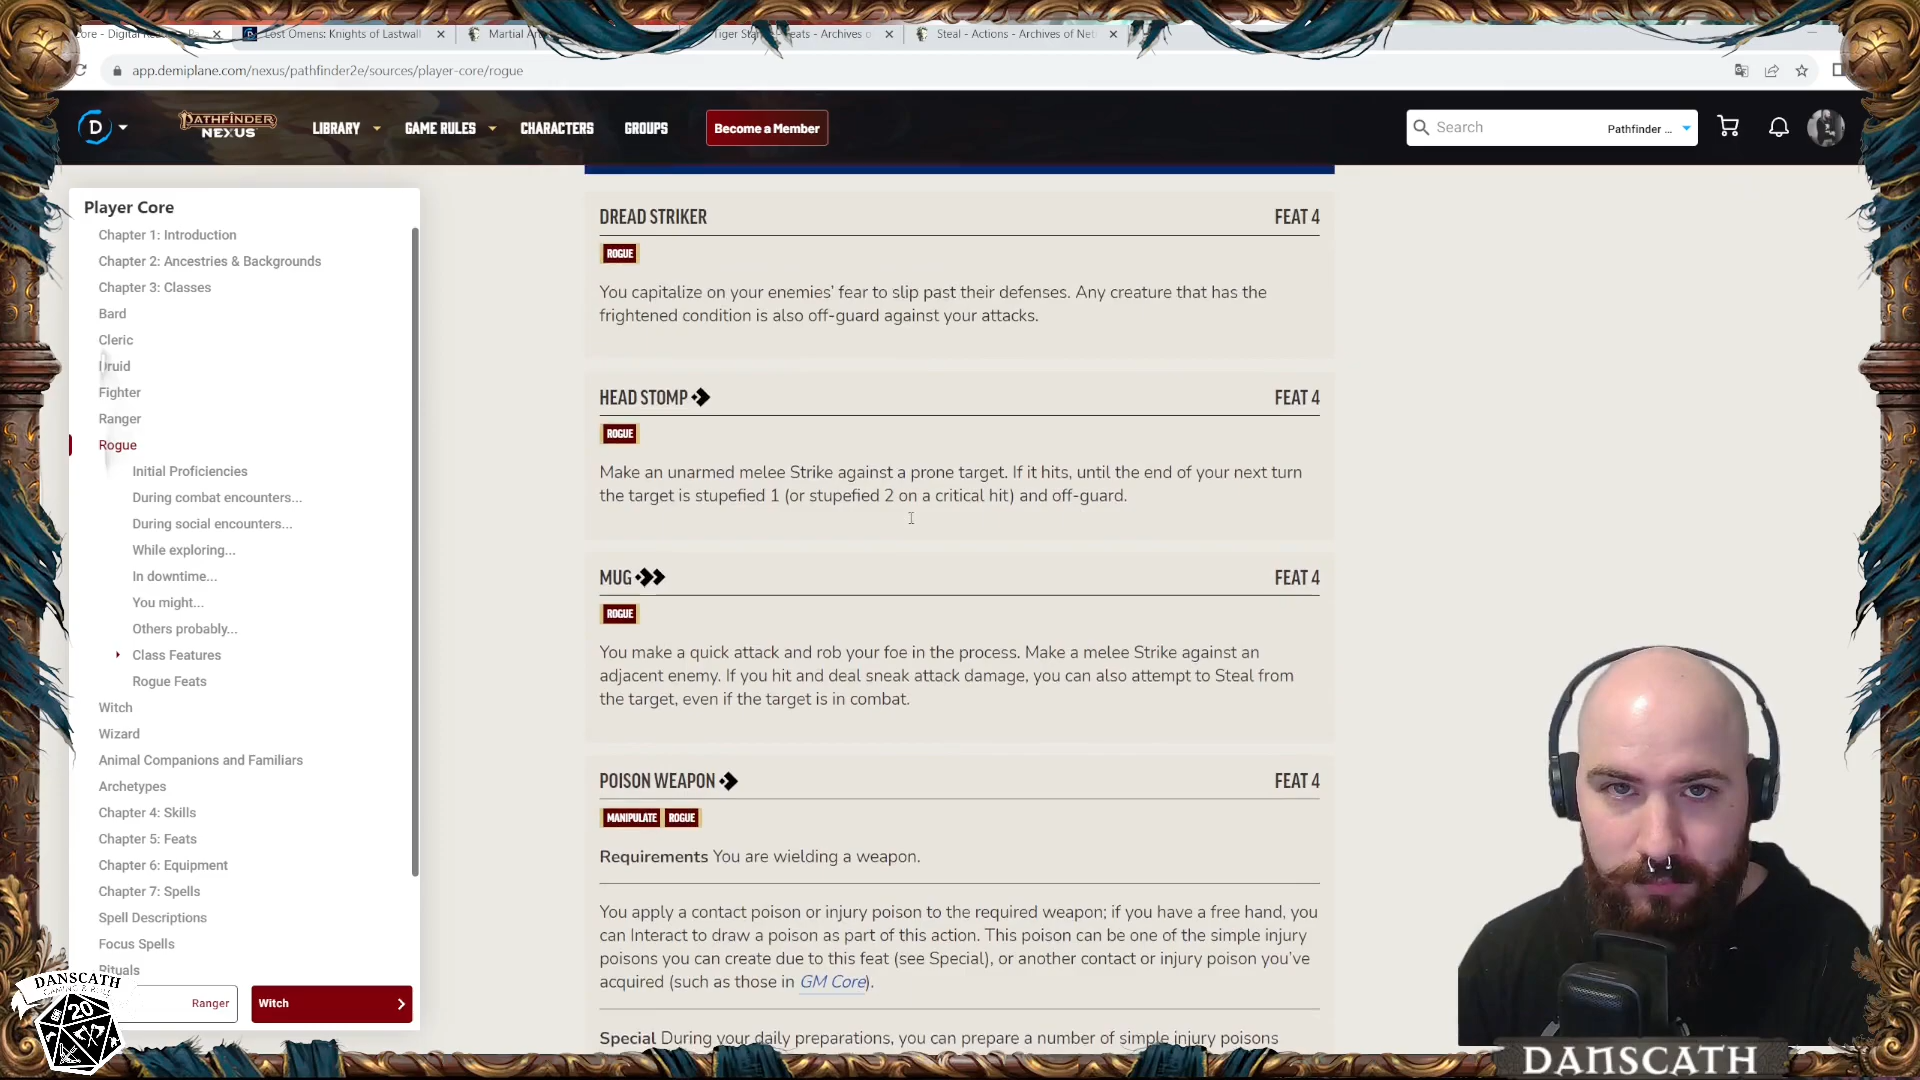 Core - Digital Rea
Lost Omens: Knights of Lastwall
Martial Ar
Tiger Sta
eats - Archives o
Steal - Actions - Archives of Net
app.demiplane.com/nexus/pathfinder2e/sources/player-core/rogue
D
PATHFINDER NEXUS
LIBRARY
GAME RULES
CHARACTERS
GROUPS
Become a Member
Search
Pathfinder ...
Player Core
Chapter 1: Introduction
Chapter 2: Ancestries & Backgrounds
Chapter 3: Classes
Bard
Cleric
Druid
Fighter
Ranger
Rogue
Initial Proficiencies
During combat encounters...
During social encounters...
While exploring...
In downtime...
You might...
Others probably...
Class Features
Rogue Feats
Witch
Wizard
Animal Companions and Familiars
Archetypes
Chapter 4: Skills
Chapter 5: Feats
Chapter 6: Equipment
Chapter 7: Spells
Spell Descriptions
Focus Spells
Rituals
Ranger
Witch
DREAD STRIKER FEAT 4
ROGUE
You capitalize on your enemies’ fear to slip past their defenses. Any creature that has the
frightened condition is also off-guard against your attacks.
HEAD STOMP FEAT 4
ROGUE
Make an unarmed melee Strike against a prone target. If it hits, until the end of your next turn
the target is stupefied 1 (or stupefied 2 on a critical hit) and off-guard.
MUG FEAT 4
ROGUE
You make a quick attack and rob your foe in the process. Make a melee Strike against an
adjacent enemy. If you hit and deal sneak attack damage, you can also attempt to Steal from
the target, even if the target is in combat.
POISON WEAPON FEAT 4
MANIPULATE ROGUE
Requirements You are wielding a weapon.
You apply a contact poison or injury poison to the required weapon; if you have a free hand, you
can Interact to draw a poison as part of this action. This poison can be one of the simple injury
poisons you can create due to this feat (see Special), or another contact or injury poison you’ve
acquired (such as those in GM Core).
Special During your daily preparations, you can prepare a number of simple injury poisons
DANSCATH
20
DANSCATH